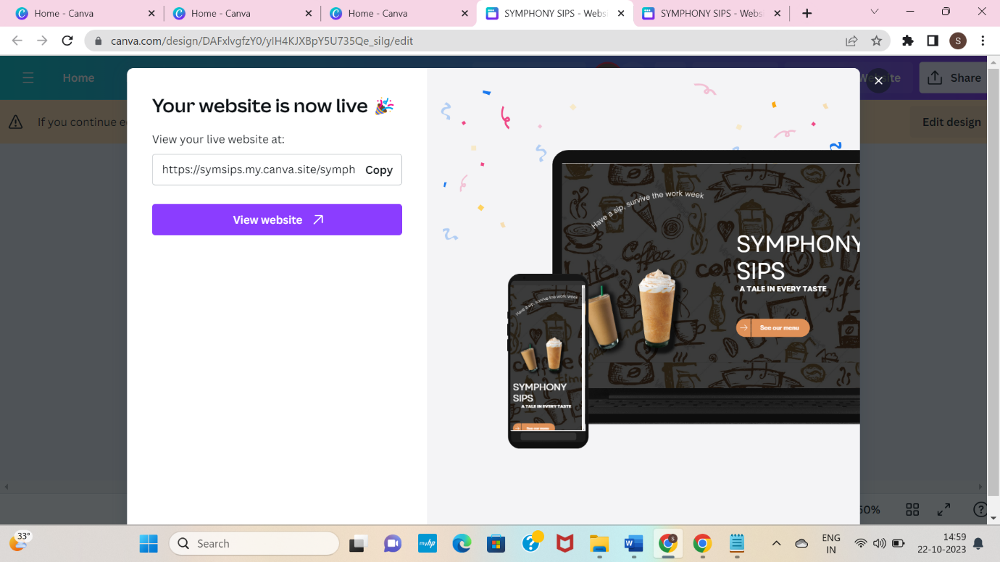 Home - Canva
Home - Canva
Home - Canva
SYMPHONY SIPS - Webs
SYMPHONY SIPS - Webs
canva.com/design/DAFxlvgfzY0/yIH4KJXBpY5U735Qe_silg/edit
S
Home
Share
If you continue e
Edit design
Your website is now live
View your live website at:
https://symsips.my.canva.site/symph
Copy
View website
Have a sip, survive the work week
Coffee
SYMPHONY
SIPS
A TALE IN EVERY TASTE
See our menu
Have a sip, survive the work week
SYMPHONY
SIPS
A TALE IN EVERY TASTE
See our menu
33°
Search
ENG
IN
14:59
22-10-2023